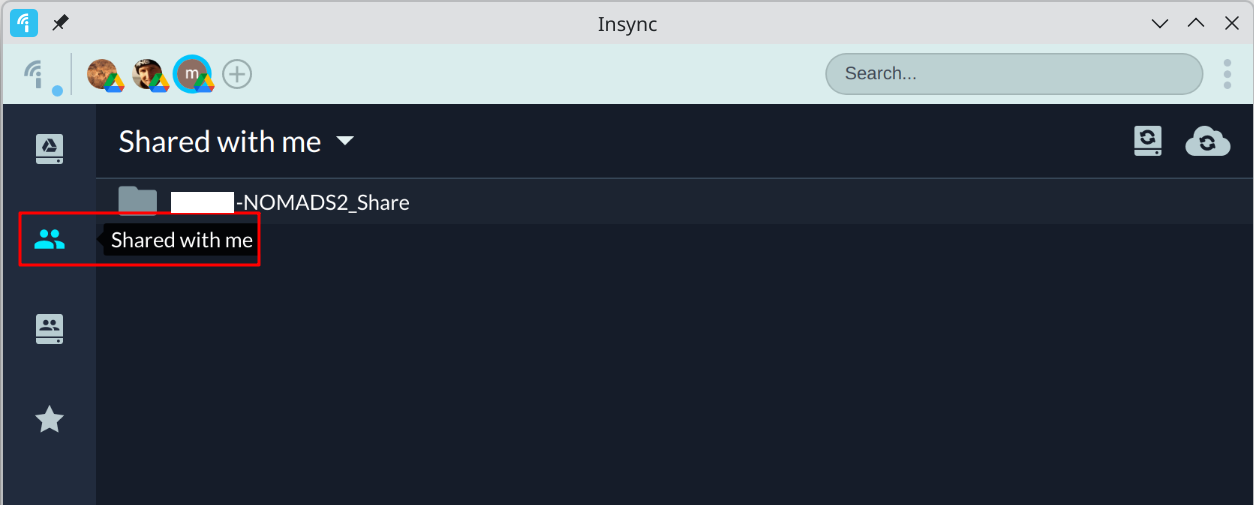 Insync
m
Search...
Shared with me
-NOMADS2_Share
Shared with me